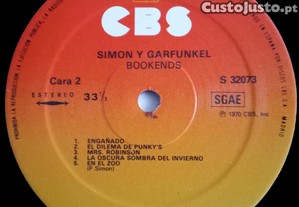 CustoJusto.pt
CBS
SIMON Y GARFUNKEL
BOOKENDS
Cara 2
S 32073
ESTEREO
33⅓
SGAE
℗ 1970 CBS, Inc
1. ENGAÑADO
2. EL DILEMA DE PUNKY'S
3. MRS. ROBINSON
4. LA OSCURA SOMBRA DEL INVIERNO
5. EN EL ZOO
(P. Simon)